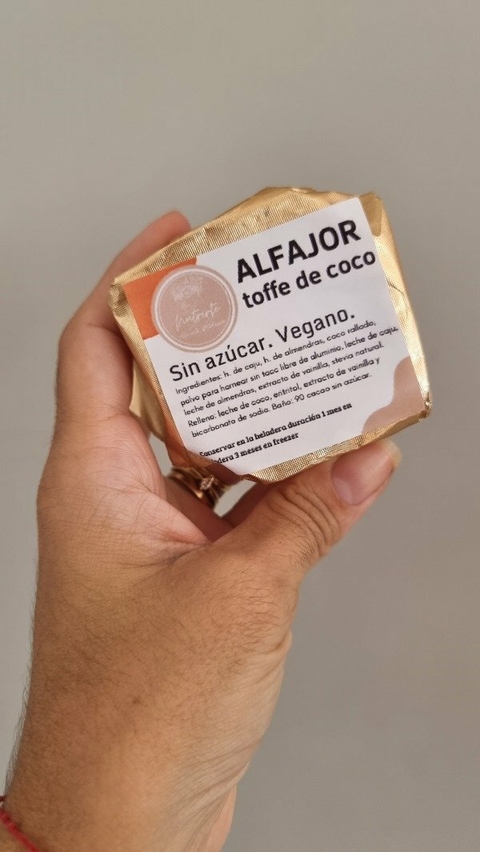 ALFAJOR
toffe de coco
Sin azúcar. Vegano.
Ingredientes: h. de caju, h. de almendras, coco rallado,
polvo para hornear sin tacc libre de aluminio, leche de caju,
leche de almendras, extracto de vainilla, stevia natural.
Relleno: leche de coco, entritol, extracto de vainilla y
bicarbonato de sodio. Baño: 90 cacao sin azúcar.
Conservar en la heladera duración 1 mes en
3 meses en freezer